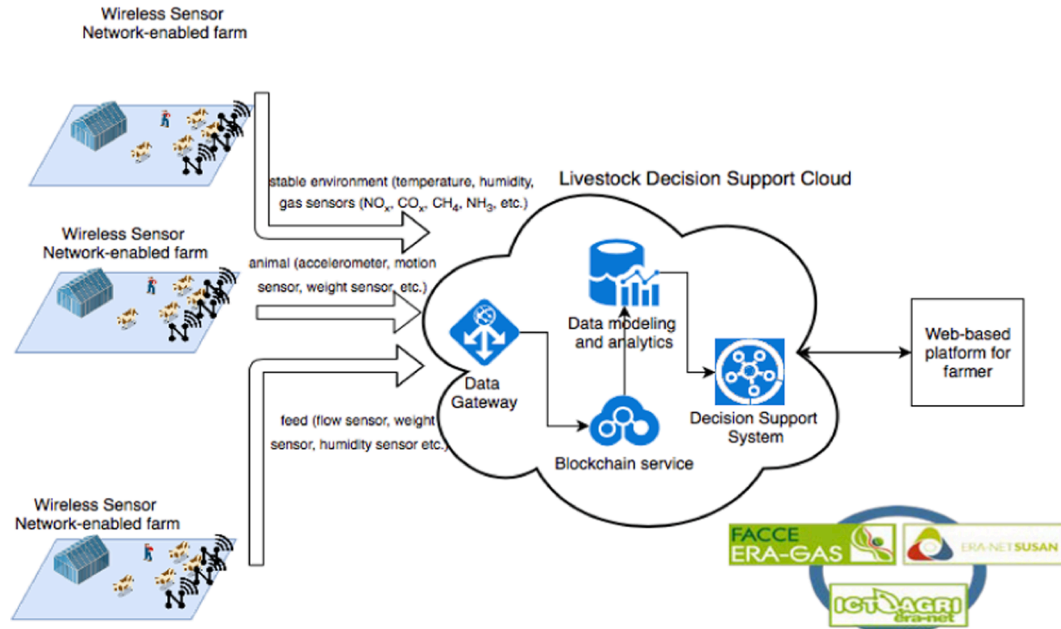 Wireless Sensor
Network-enabled farm
stable environment (temperature, humidity,
gas sensors (NOx, COx, CH4, NH3, etc.)
Livestock Decision Support Cloud
Wireless Sensor
Network-enabled farm
animal (accelerometer, motion
sensor, weight sensor, etc.)
Data modeling
and analytics
Data
Gateway
Decision Support
System
Blockchain service
Web-based
platform for
farmer
feed (flow sensor, weight
sensor, humidity sensor etc.)
Wireless Sensor
Network-enabled farm
FACCE
ERA-GAS
ERA-NET SUSAN
ICT AGRI
era-net